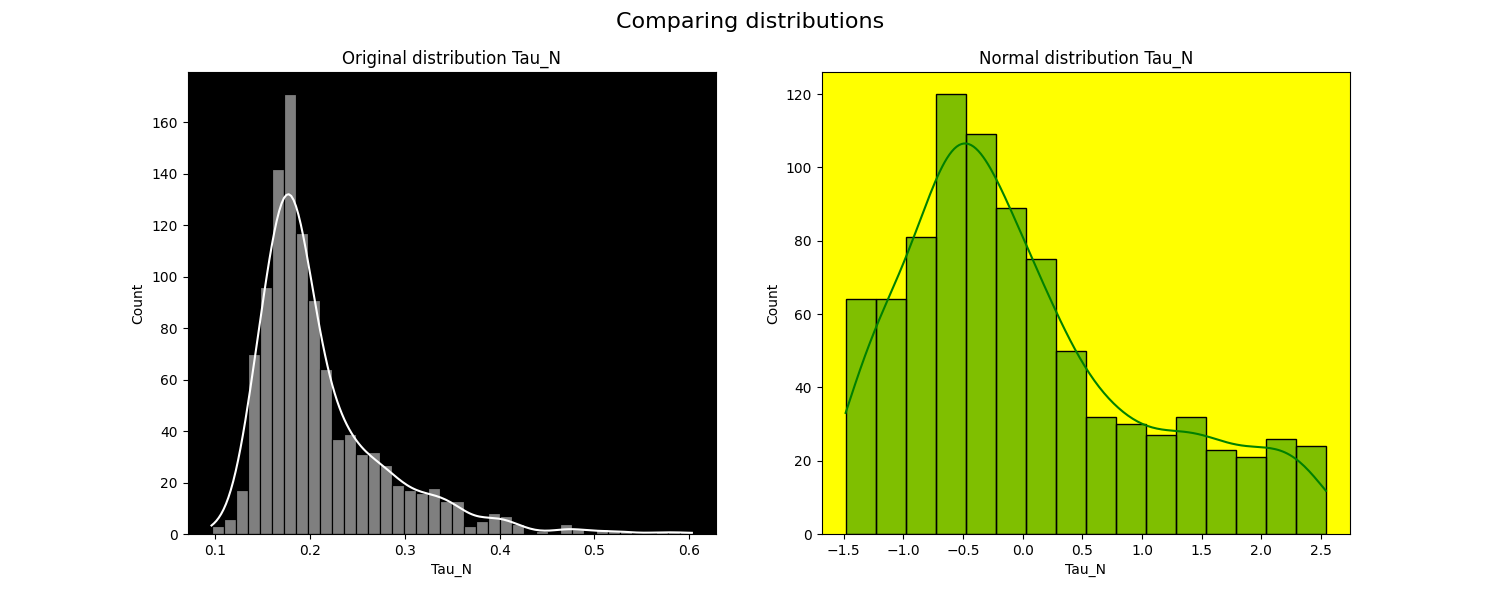 Comparing distributions
Original distribution Tau_N
160
140
120
100
80
60
40
20
0
Count
0.1 0.2 0.3 0.4 0.5 0.6
Tau_N
Normal distribution Tau_N
120
100
80
60
40
20
0
Count
−1.5 −1.0 −0.5 0.0 0.5 1.0 1.5 2.0 2.5
Tau_N